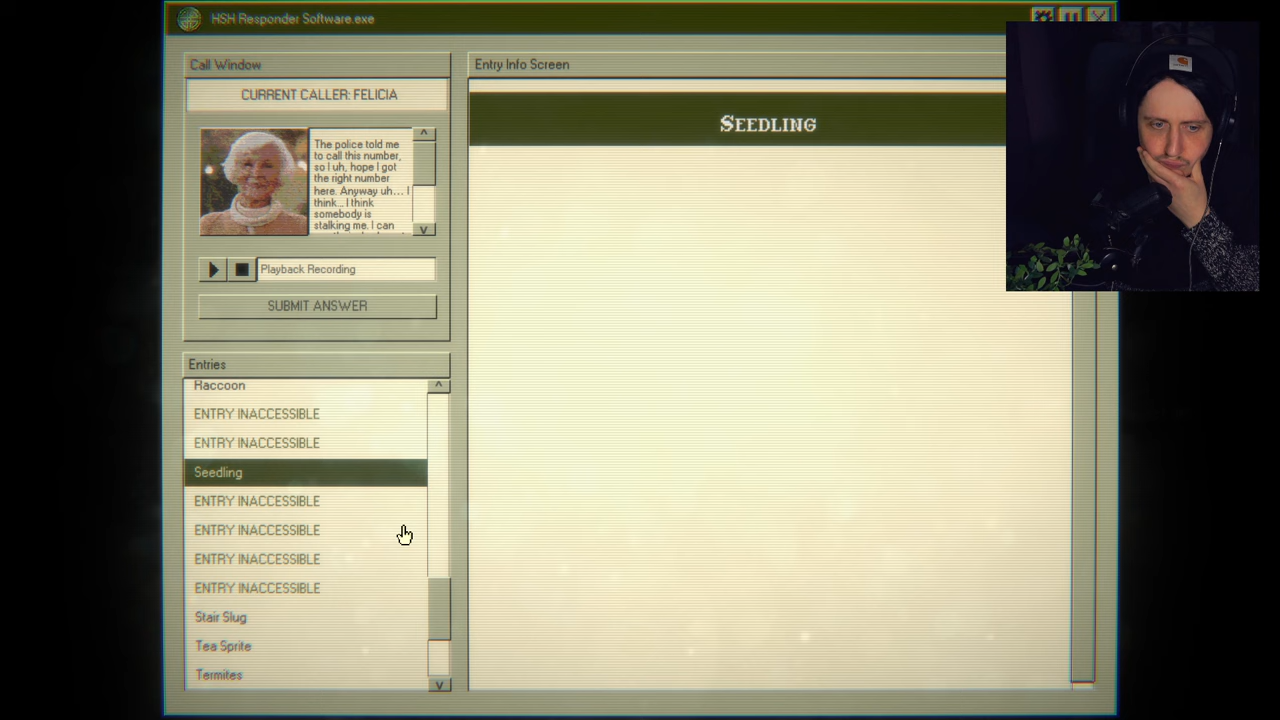 HSH Responder Software.exe
Call Window
CURRENT CALLER: FELICIA
The police told me
to call this number,
so I uh, hope I got
the right number
here. Anyway uh... I
think... I think
somebody is
stalking me. I can
Playback Recording
SUBMIT ANSWER
Entries
Raccoon
ENTRY INACCESSIBLE
ENTRY INACCESSIBLE
Seedling
ENTRY INACCESSIBLE
ENTRY INACCESSIBLE
ENTRY INACCESSIBLE
ENTRY INACCESSIBLE
Stair Slug
Tea Sprite
Termites
Entry Info Screen
SEEDLING